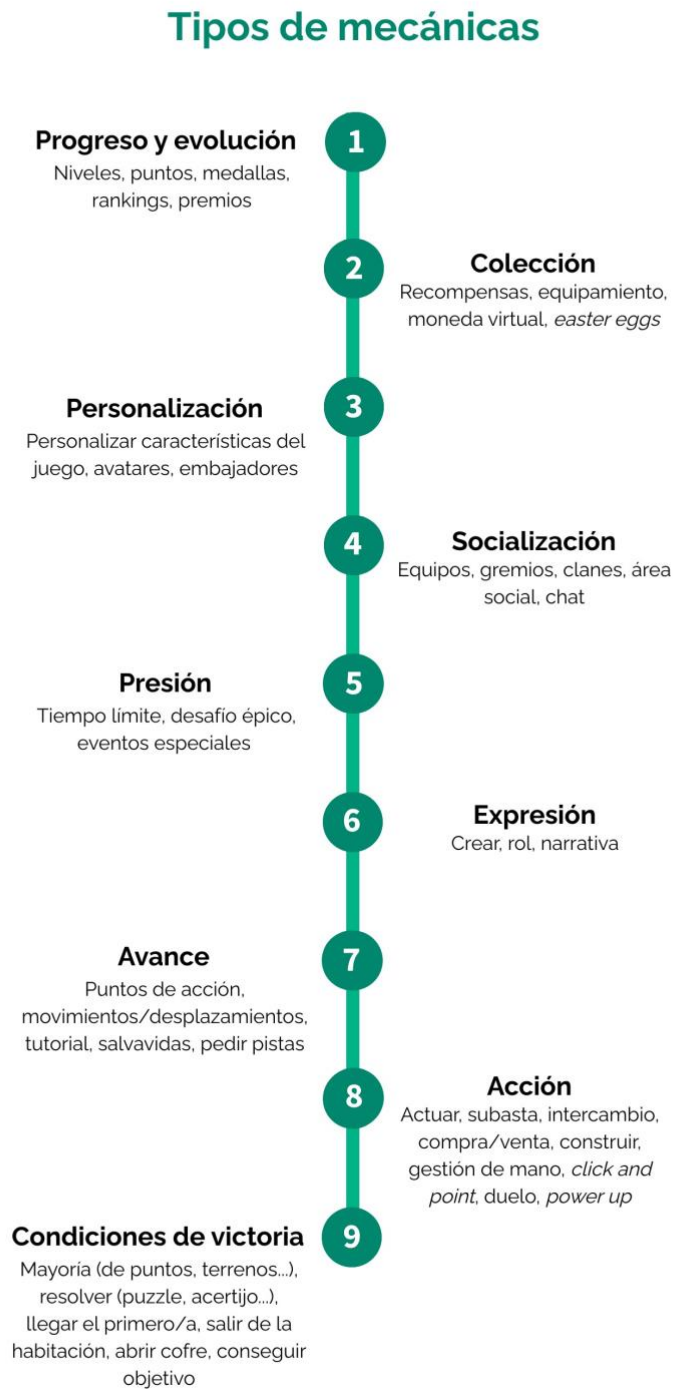 Tipos de mecánicas
1
Progreso y evolución
Niveles, puntos, medallas,
rankings, premios
2
Colección
Recompensas, equipamiento,
moneda virtual, easter eggs
3
Personalización
Personalizar características del
juego, avatares, embajadores
4
Socialización
Equipos, gremios, clanes, área
social, chat
5
Presión
Tiempo límite, desafío épico,
eventos especiales
6
Expresión
Crear, rol, narrativa
7
Avance
Puntos de acción,
movimientos/desplazamientos,
tutorial, salvavidas, pedir pistas
8
Acción
Actuar, subasta, intercambio,
compra/venta, construir,
gestión de mano, click and
point, duelo, power up
9
Condiciones de victoria
Mayoría (de puntos, terrenos...),
resolver (puzzle, acertijo...),
llegar el primero/a, salir de la
habitación, abrir cofre, conseguir
objetivo